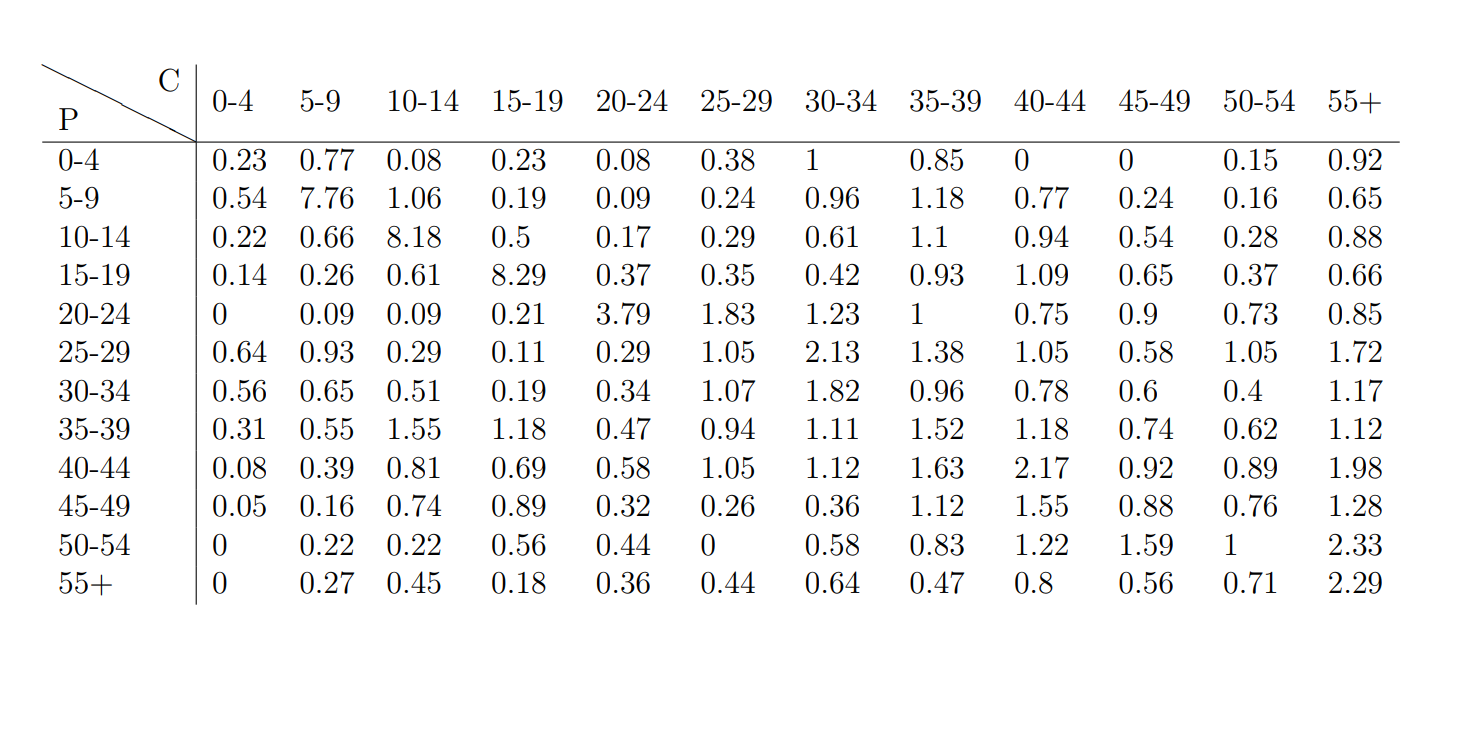 C
P
0-4 5-9 10-14 15-19 20-24 25-29 30-34 35-39 40-44 45-49 50-54 55+
0-4 0.23 0.77 0.08 0.23 0.08 0.38 1 0.85 0 0 0.15 0.92
5-9 0.54 7.76 1.06 0.19 0.09 0.24 0.96 1.18 0.77 0.24 0.16 0.65
10-14 0.22 0.66 8.18 0.5 0.17 0.29 0.61 1.1 0.94 0.54 0.28 0.88
15-19 0.14 0.26 0.61 8.29 0.37 0.35 0.42 0.93 1.09 0.65 0.37 0.66
20-24 0 0.09 0.09 0.21 3.79 1.83 1.23 1 0.75 0.9 0.73 0.85
25-29 0.64 0.93 0.29 0.11 0.29 1.05 2.13 1.38 1.05 0.58 1.05 1.72
30-34 0.56 0.65 0.51 0.19 0.34 1.07 1.82 0.96 0.78 0.6 0.4 1.17
35-39 0.31 0.55 1.55 1.18 0.47 0.94 1.11 1.52 1.18 0.74 0.62 1.12
40-44 0.08 0.39 0.81 0.69 0.58 1.05 1.12 1.63 2.17 0.92 0.89 1.98
45-49 0.05 0.16 0.74 0.89 0.32 0.26 0.36 1.12 1.55 0.88 0.76 1.28
50-54 0 0.22 0.22 0.56 0.44 0 0.58 0.83 1.22 1.59 1 2.33
55+ 0 0.27 0.45 0.18 0.36 0.44 0.64 0.47 0.8 0.56 0.71 2.29